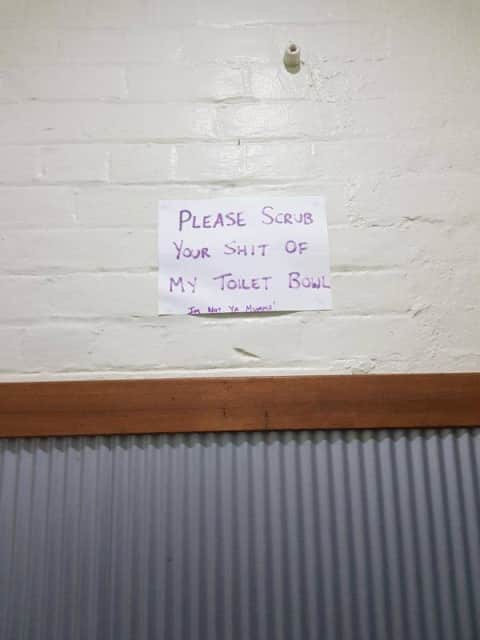 PLEASE SCRUB
YOUR SHIT OF
MY TOILET BOWL
I'm NOT YA MUMMA!